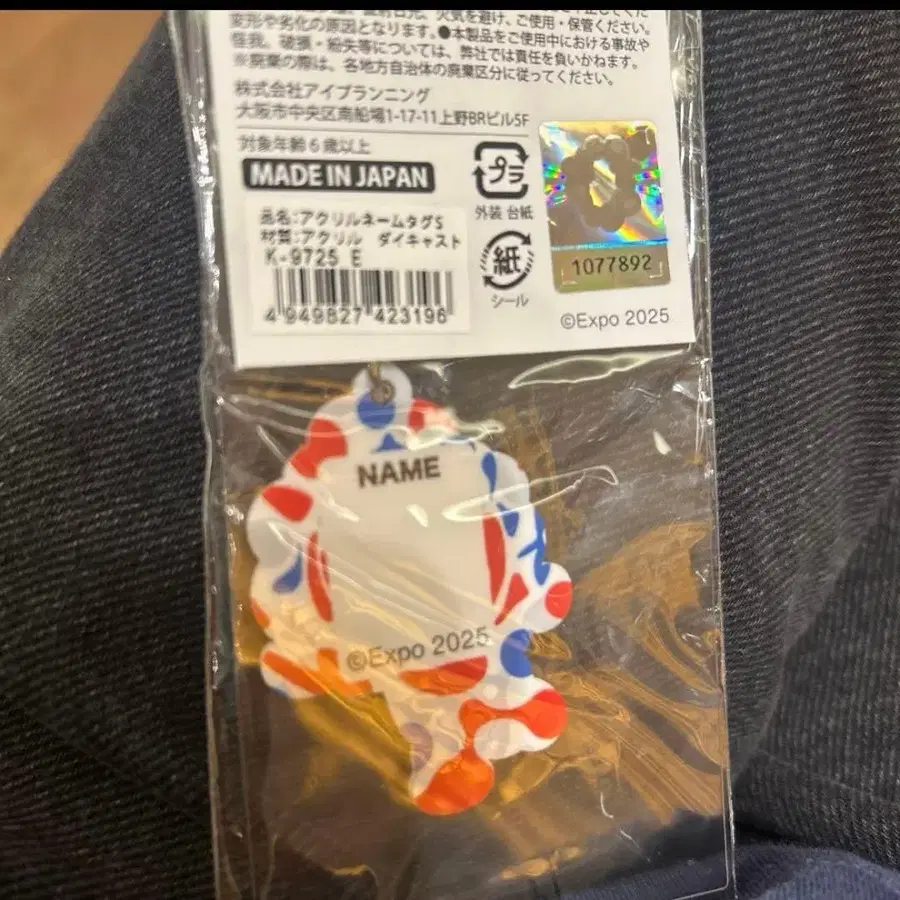 変形や劣化の原因となります。●本製品をご使用中における事故や
怪我、破損・紛失等については、弊社では責任を負いかねます。
※廃棄の際は、各地方自治体の廃棄区分に従ってください。
株式会社アイプランニング
大阪市中央区南船場1-17-11上野BRビル5F
対象年齢6歳以上
MADE IN JAPAN
品名:アクリルネームタグS
材質:アクリル ダイキャスト
K-9725 E
4 949827 423196
プラ
外装 台紙
紙
シール
1077892
©Expo 2025
NAME
©Expo 2025